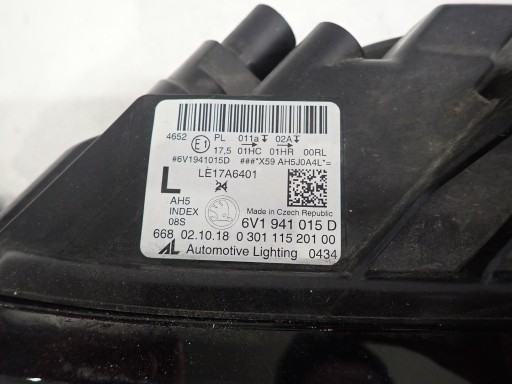 4652 E1 PL 011a 02A
17,5 01HC 01HR 00RL
#6V1941015D ###*X59 AH5J0A4L*=
L LE17A6401
24
AH5
INDEX
08S
Made in Czech Republic
6V1 941 015 D
668 02.10.18 0 301 115 201 00
AL Automotive Lighting 0434